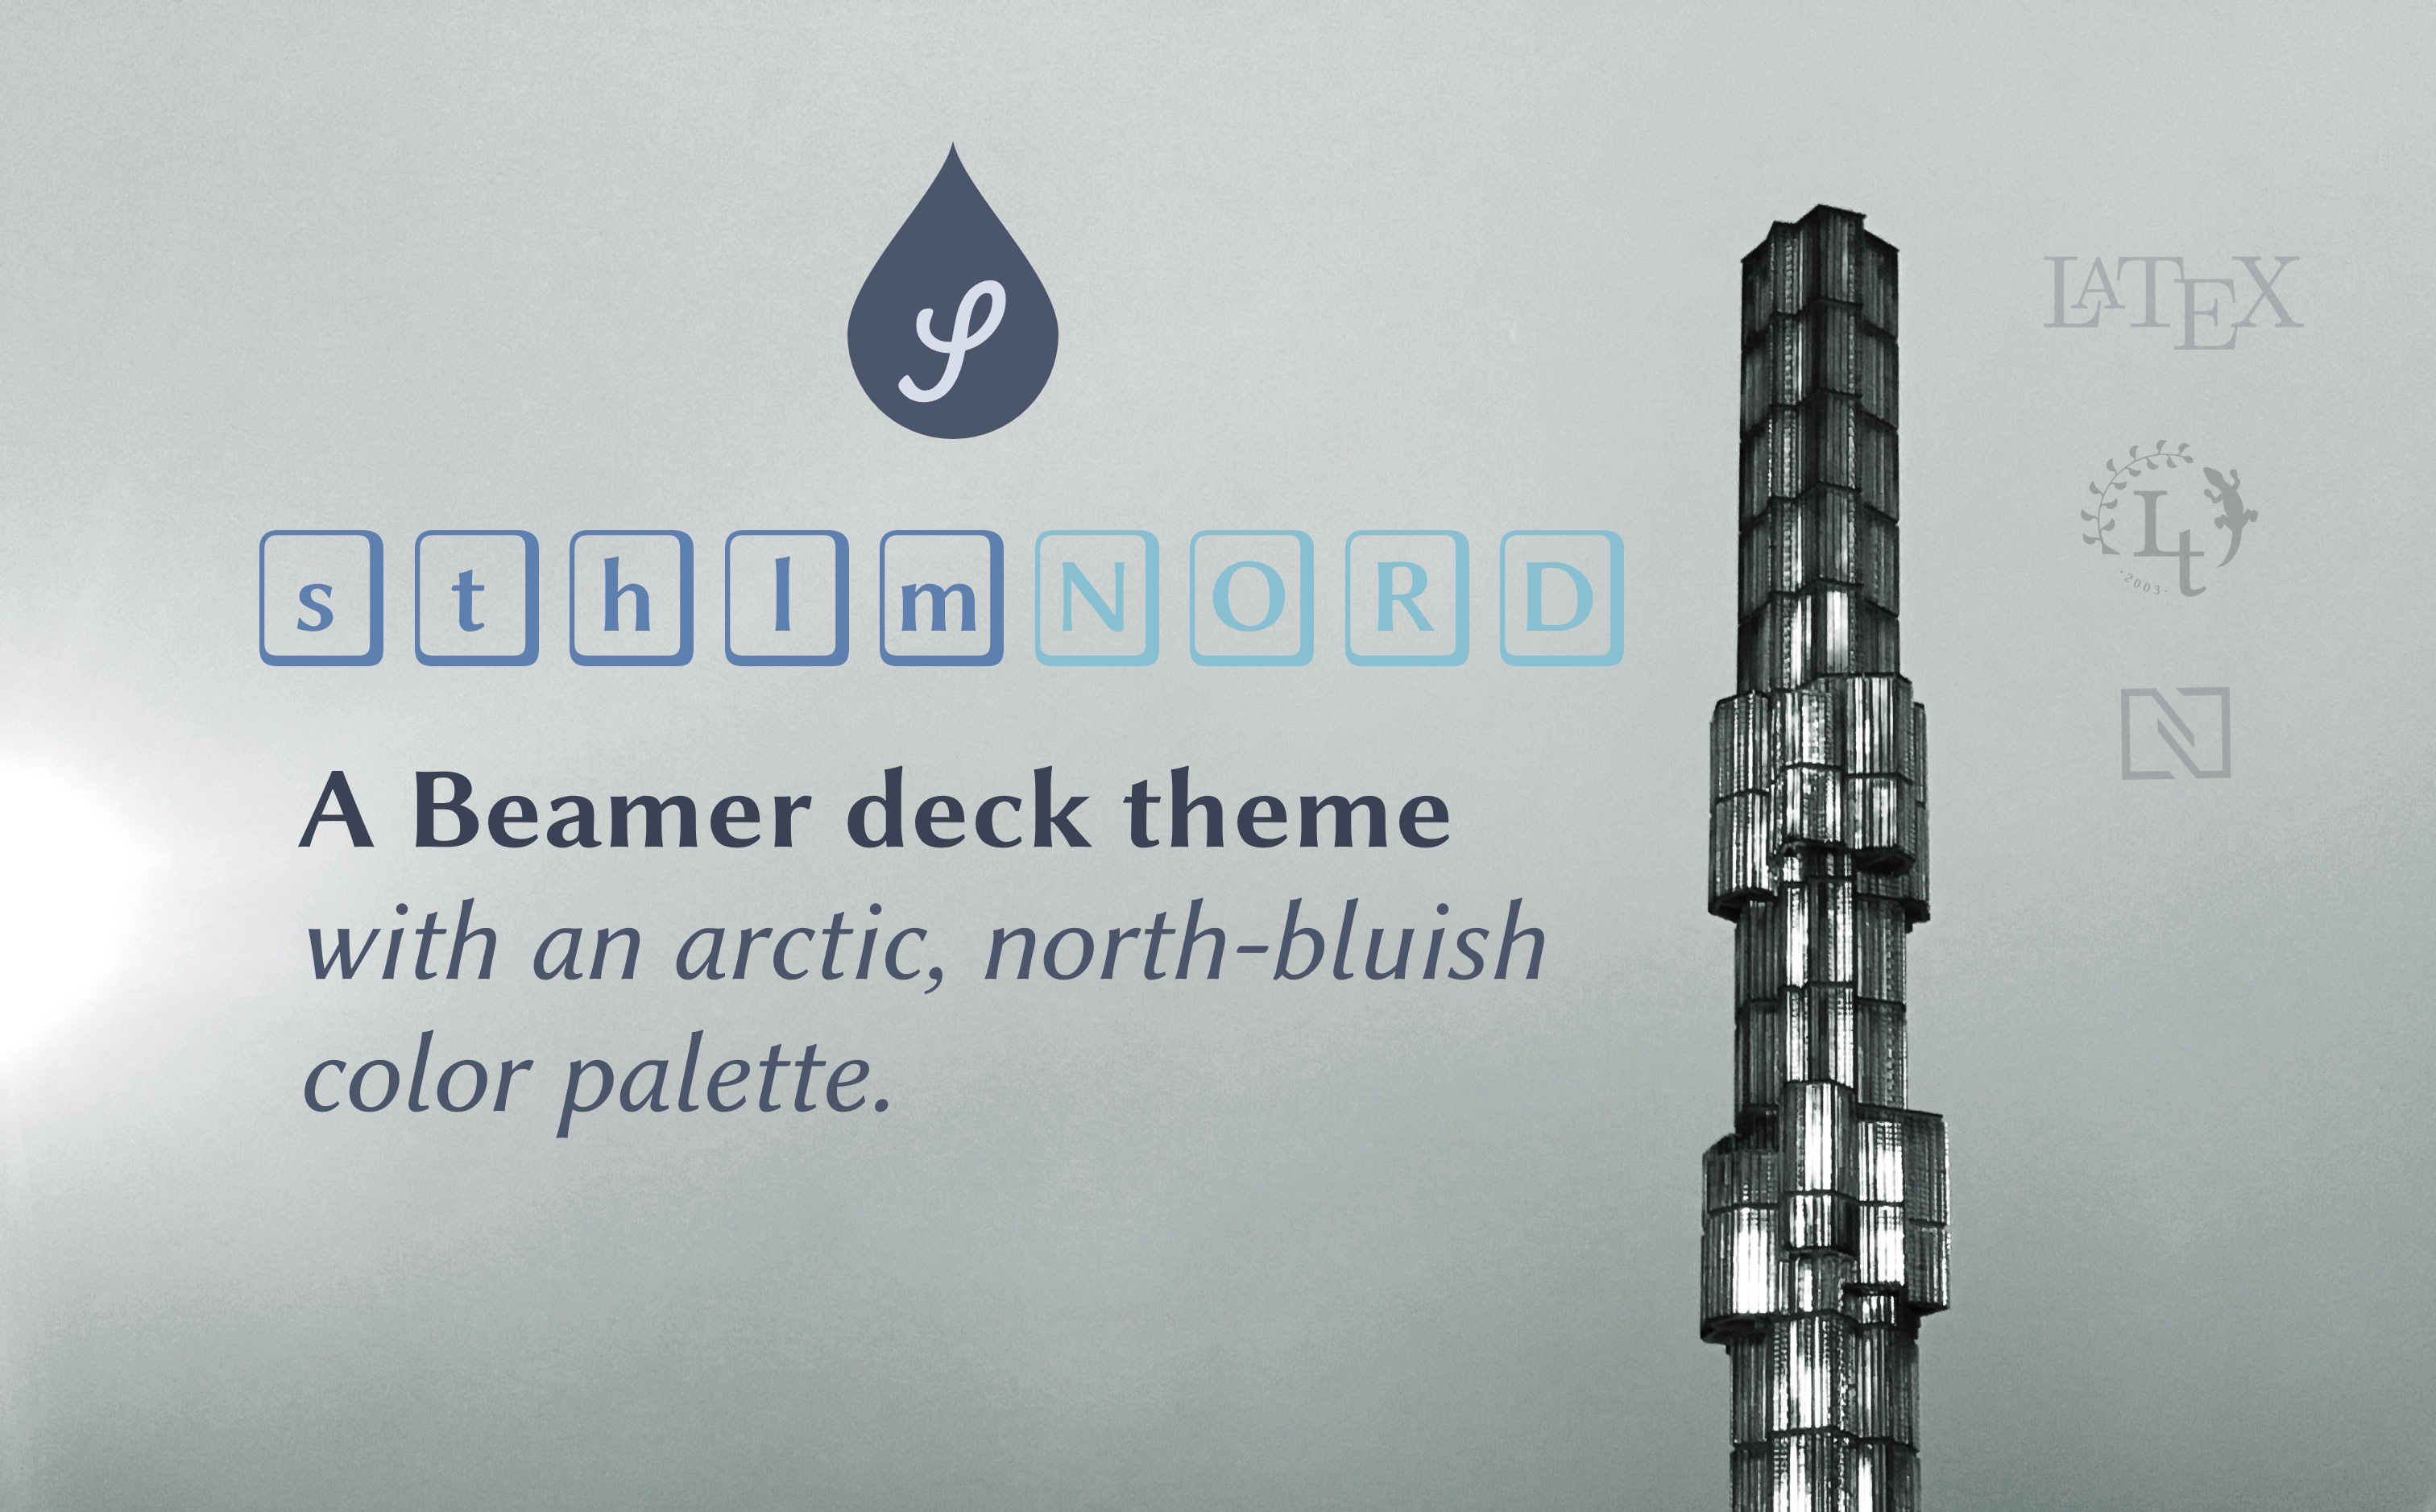 sthlmNORD
A Beamer deck theme
with an arctic, north-bluish
color palette.
LATEX
Lt
·2003·
N